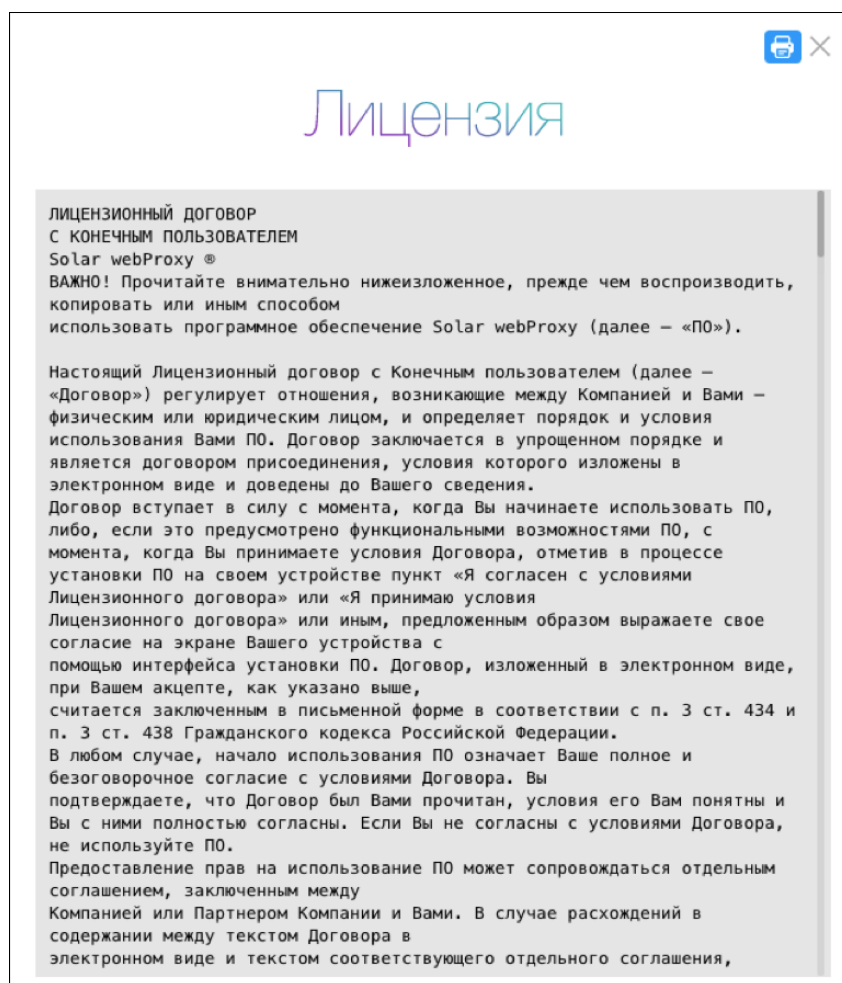 Лицензия
ЛИЦЕНЗИОННЫЙ ДОГОВОР
С КОНЕЧНЫМ ПОЛЬЗОВАТЕЛЕМ
Solar webProxy ®
ВАЖНО! Прочитайте внимательно нижеизложенное, прежде чем воспроизводить,
копировать или иным способом
использовать программное обеспечение Solar webProxy (далее – «ПО»).
Настоящий Лицензионный договор с Конечным пользователем (далее –
«Договор») регулирует отношения, возникающие между Компанией и Вами –
физическим или юридическим лицом, и определяет порядок и условия
использования Вами ПО. Договор заключается в упрощенном порядке и
является договором присоединения, условия которого изложены в
электронном виде и доведены до Вашего сведения.
Договор вступает в силу с момента, когда Вы начинаете использовать ПО,
либо, если это предусмотрено функциональными возможностями ПО, с
момента, когда Вы принимаете условия Договора, отметив в процессе
установки ПО на своем устройстве пункт «Я согласен с условиями
Лицензионного договора» или «Я принимаю условия
Лицензионного договора» или иным, предложенным образом выражаете свое
согласие на экране Вашего устройства с
помощью интерфейса установки ПО. Договор, изложенный в электронном виде,
при Вашем акцепте, как указано выше,
считается заключенным в письменной форме в соответствии с п. 3 ст. 434 и
п. 3 ст. 438 Гражданского кодекса Российской Федерации.
В любом случае, начало использования ПО означает Ваше полное и
безоговорочное согласие с условиями Договора. Вы
подтверждаете, что Договор был Вами прочитан, условия его Вам понятны и
Вы с ними полностью согласны. Если Вы не согласны с условиями Договора,
не используйте ПО.
Предоставление прав на использование ПО может сопровождаться отдельным
соглашением, заключенным между
Компанией или Партнером Компании и Вами. В случае расхождений в
содержании между текстом Договора в
электронном виде и текстом соответствующего отдельного соглашения,